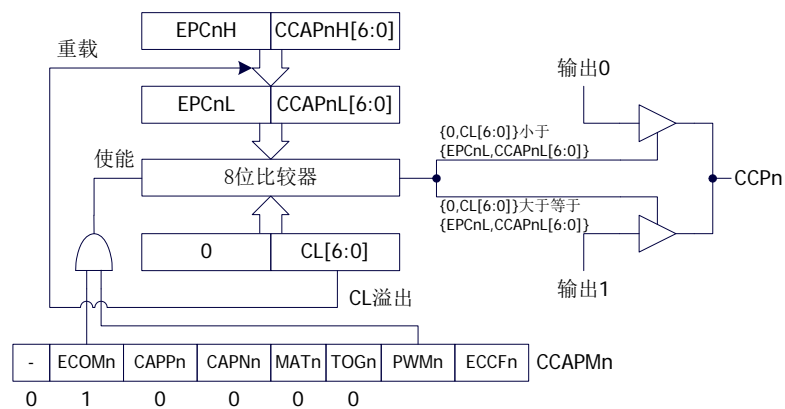 EPCnH CCAPnH[6:0]
重载
输出0
EPCnL CCAPnL[6:0]
{0,CL[6:0]}小于
{EPCnL,CCAPnL[6:0]}
使能
8位比较器
CCPn
{0,CL[6:0]}大于等于
{EPCnL,CCAPnL[6:0]}
0 CL[6:0]
CL溢出
输出1
- ECOMn CAPPn CAPNn MATn TOGn PWMn ECCFn CCAPMn
0 1 0 0 0 0